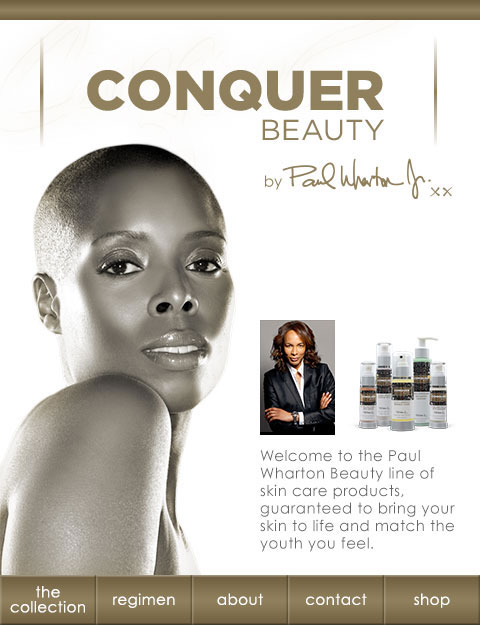 CONQUER
BEAUTY
by Paul Wharton Jr.
xx
Welcome to the Paul
Wharton Beauty line of
skin care products,
guaranteed to bring your
skin to life and match the
youth you feel.
the
collection
regimen
about
contact
shop